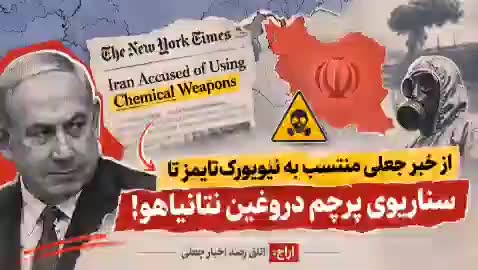 The New York Times
Iran Accused of Using
Chemical Weapons
از خبر جعلی منتسب به نیویورک‌تایمز تا
سناریوی پرچم دروغین نتانیاهو!
اتاق رصد اخبار جعلی